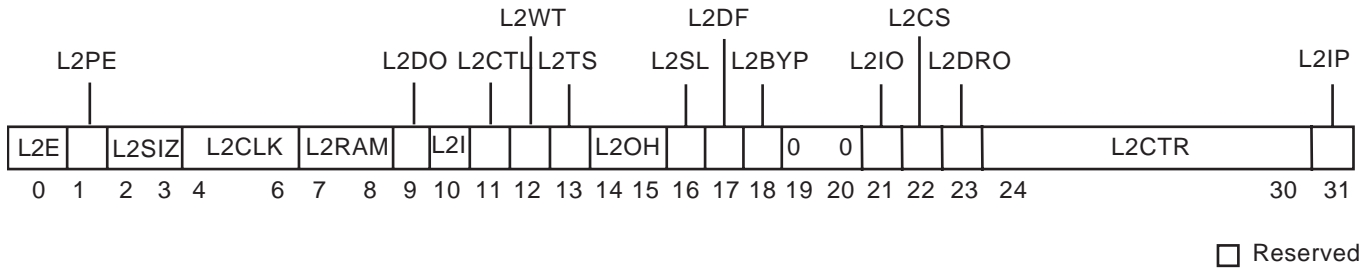 L2WT L2DF L2CS
L2PE L2DO L2CTL L2TS L2SL L2BYP L2IO L2DRO L2IP
L2E L2SIZ L2CLK L2RAM L2I L2OH 0 0 L2CTR
0 1 2 3 4 6 7 8 9 10 11 12 13 14 15 16 17 18 19 20 21 22 23 24 30 31
Reserved